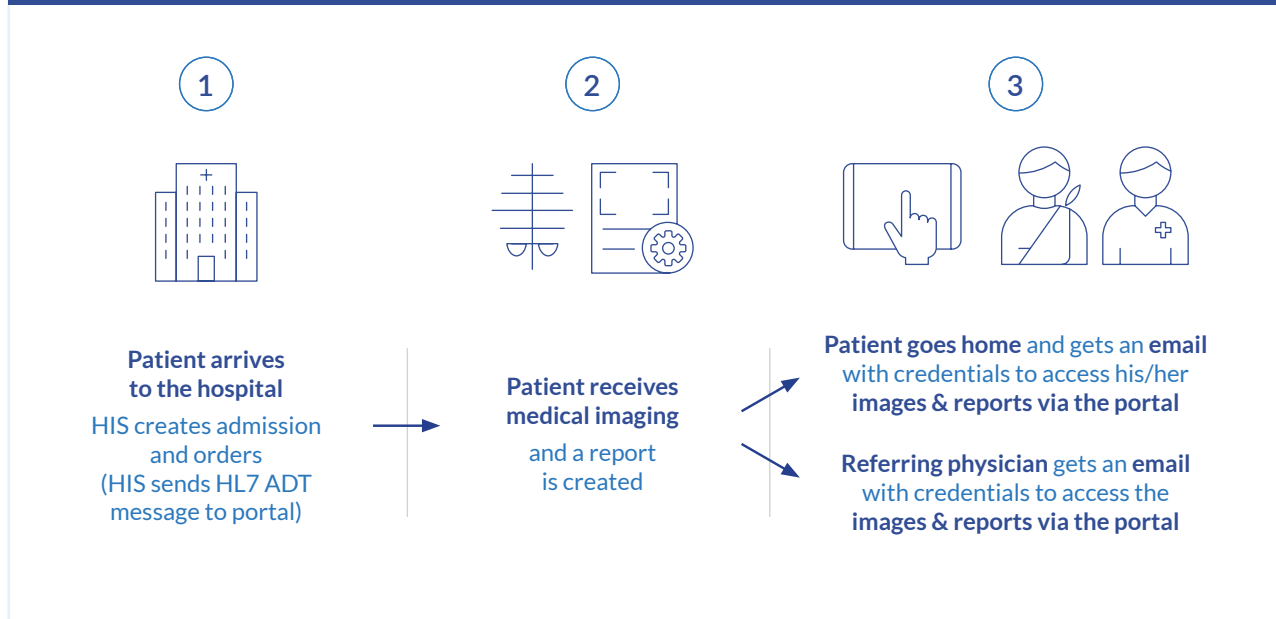 1
2
3
Patient arrives
to the hospital
HIS creates admission
and orders
(HIS sends HL7 ADT
message to portal)
Patient receives
medical imaging
and a report
is created
Patient goes home and gets an email
with credentials to access his/her
images & reports via the portal
Referring physician gets an email
with credentials to access the
images & reports via the portal